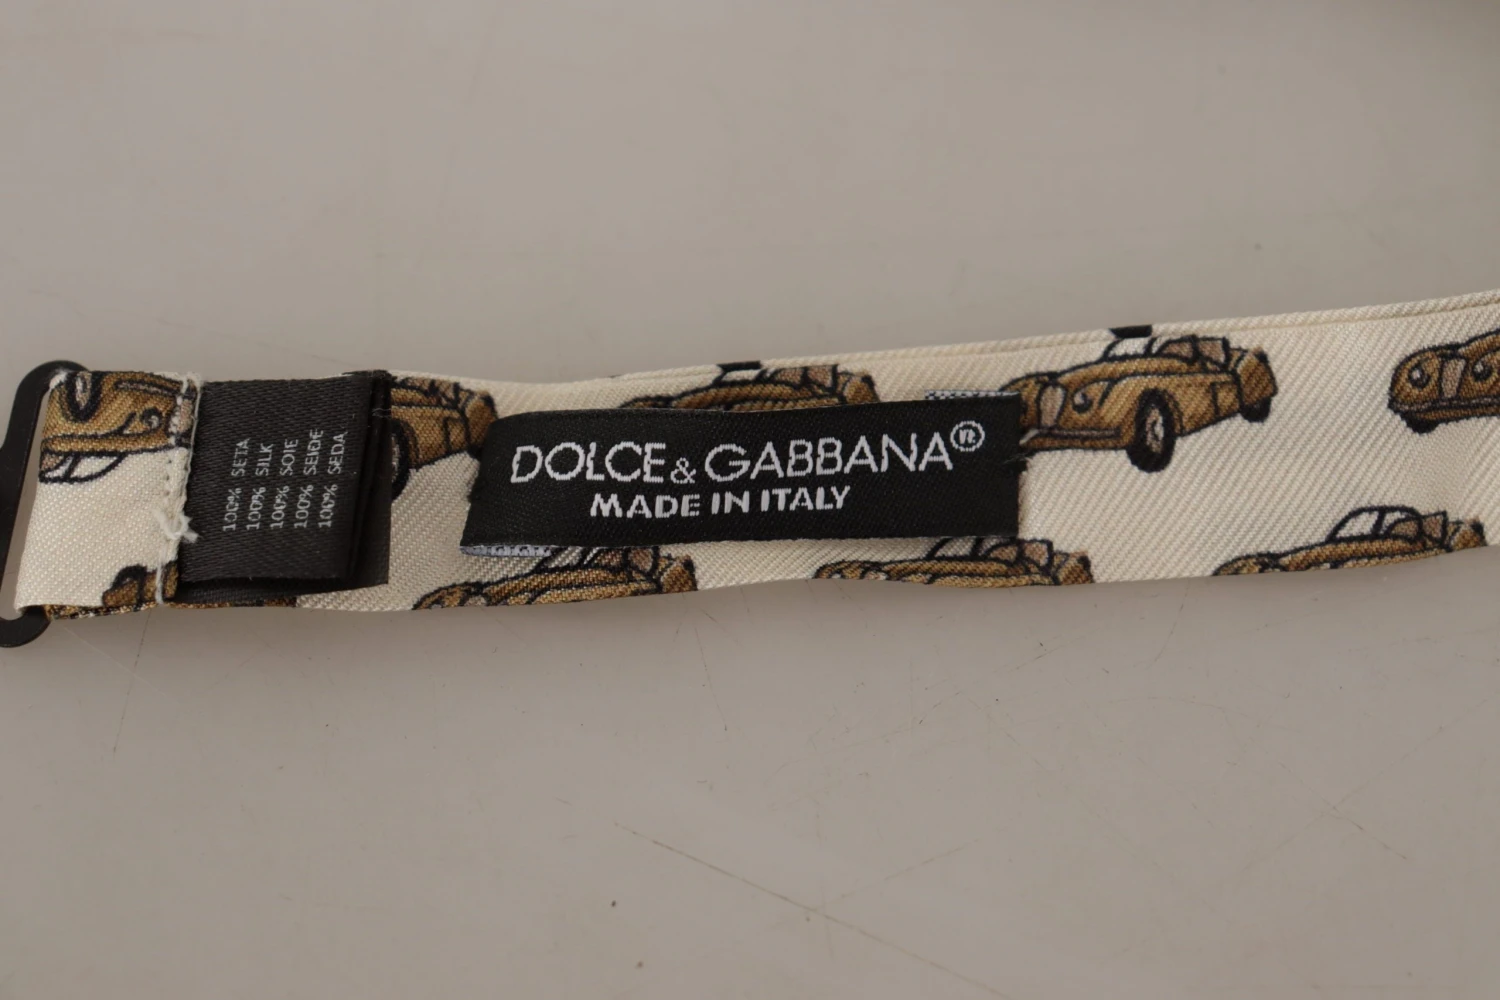 100% SETA
100% SILK
100% SOIE
100% SEIDE
100% SEDA
DOLCE & GABBANA®
MADE IN ITALY